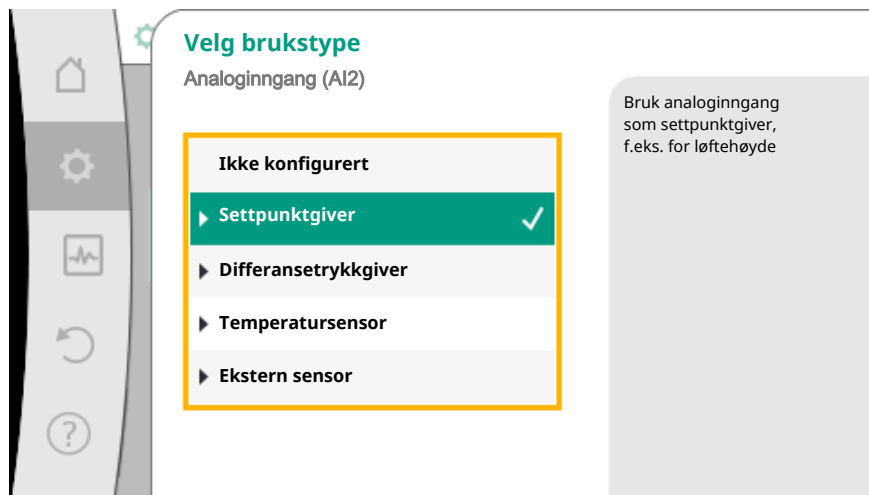 Velg brukstype
Analoginngang (AI2)
Ikke konfigurert
Settpunktgiver
Differansetrykkgiver
Temperatursensor
Ekstern sensor
Bruk analoginngang
som settpunktgiver,
f.eks. for løftehøyde
?